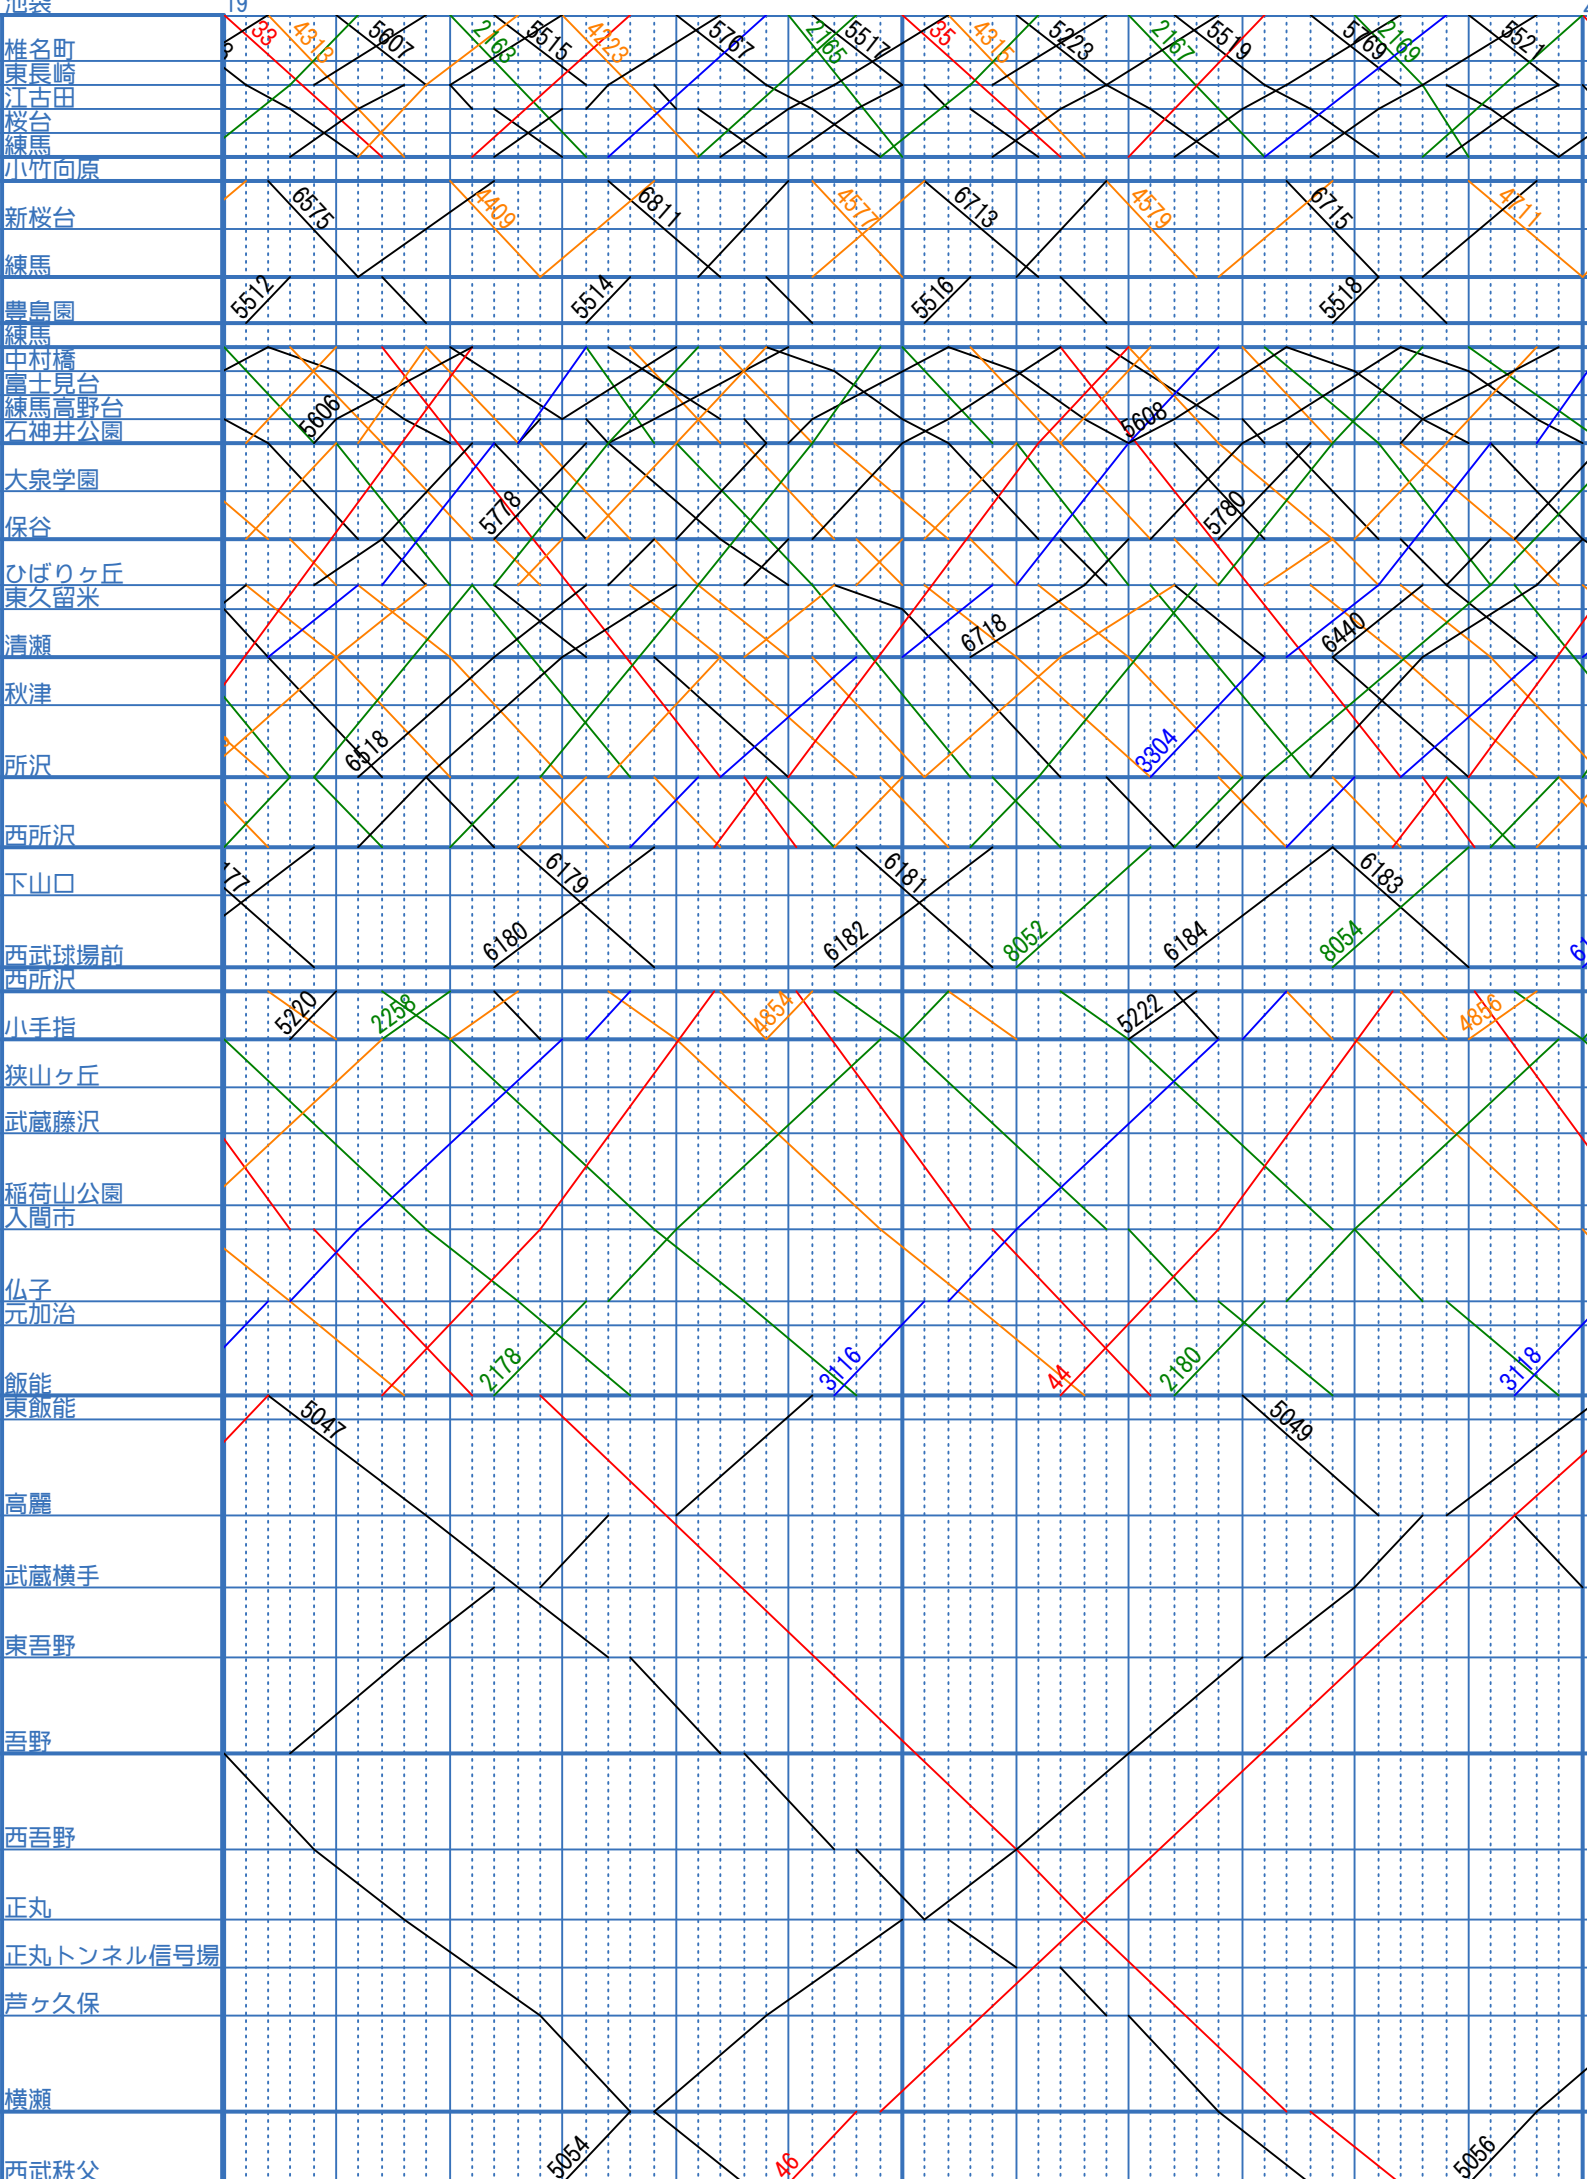 池袋 19
33 4313 5607 2163 5515 4223 5767 2165 5517 35 4315 5223 2167 5519 5769 2169 5521
椎名町
東長崎
江古田
桜台
練馬
小竹向原
6575 4409 6811 4577 6713 4579 6715 4711
新桜台
練馬
5512 5514 5516 5518
豊島園
練馬
中村橋
富士見台
練馬高野台
5606 5608
石神井公園
大泉学園
5778 5780
保谷
ひばりヶ丘
東久留米
6718 6440
清瀬
秋津
6518 3304
所沢
西所沢
177 6179 6181 6183
下山口
6180 6182 8052 6184 8054
西武球場前
西所沢
5220 2258 4854 5222 4856
小手指
狭山ヶ丘
武蔵藤沢
稲荷山公園
入間市
仏子
元加治
2178 3116 44 2180 3118
飯能
東飯能
5047 5049
高麗
武蔵横手
東吾野
吾野
西吾野
正丸
正丸トンネル信号場
芦ヶ久保
横瀬
5054 46 5056
西武秩父